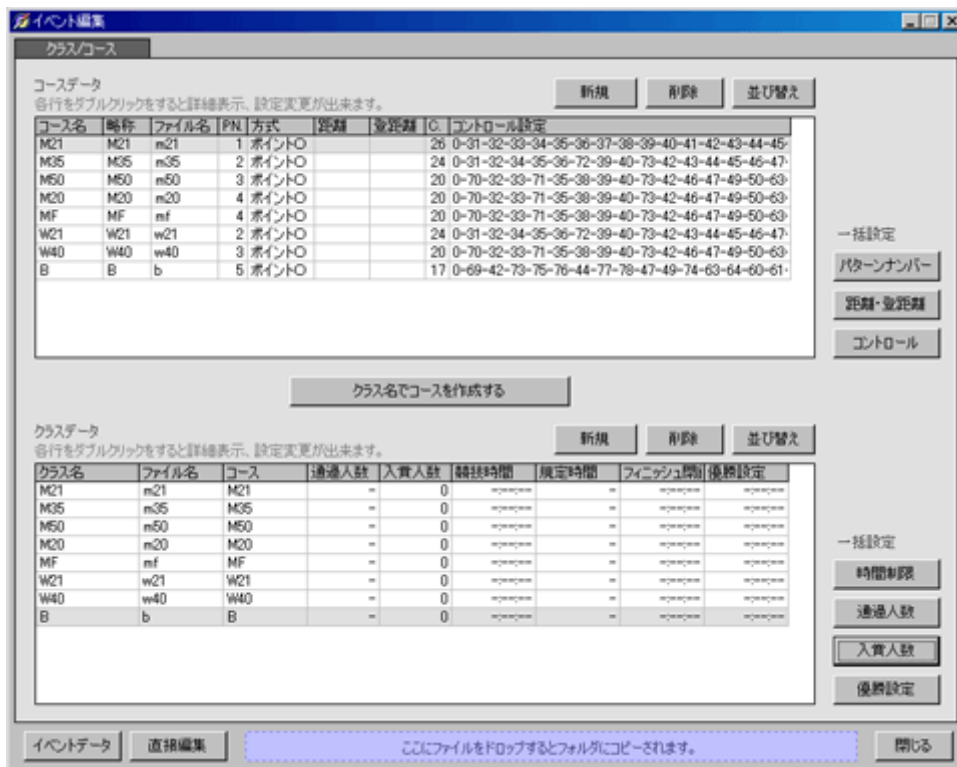 イベント編集
クラス/コース
コースデータ
各行をダブルクリックをすると詳細表示、設定変更が出来ます。
新規 削除 並び替え
コース名 略称 ファイル名 PN. 方式 距離 登距離 C. コントロール設定
M21 M21 m21 1 ポイントO 26 0-31-32-33-34-35-36-37-38-39-40-41-42-43-44-45-
M35 M35 m35 2 ポイントO 24 0-31-32-34-35-36-72-39-40-73-42-43-44-45-46-47-
M50 M50 m50 3 ポイントO 20 0-70-32-33-71-35-38-39-40-73-42-46-47-49-50-63-
M20 M20 m20 4 ポイントO 20 0-70-32-33-71-35-38-39-40-73-42-46-47-49-50-63-
MF MF mf 4 ポイントO 20 0-70-32-33-71-35-38-39-40-73-42-46-47-49-50-63-
W21 W21 w21 2 ポイントO 24 0-31-32-34-35-36-72-39-40-73-42-43-44-45-46-47-
W40 W40 w40 3 ポイントO 20 0-70-32-33-71-35-38-39-40-73-42-46-47-49-50-63-
B B b 5 ポイントO 17 0-69-42-73-75-76-44-77-78-47-49-74-63-64-60-61-
一括設定
パターンナンバー
距離・登距離
コントロール
クラス名でコースを作成する
クラスデータ
各行をダブルクリックをすると詳細表示、設定変更が出来ます。
新規 削除 並び替え
クラス名 ファイル名 コース 通過人数 入賞人数 競技時間 規定時間 フィニッシュ閉 優勝設定
M21 m21 M21 - 0 -:--:-- - -:--:-- -:--:--
M35 m35 M35 - 0 -:--:-- - -:--:-- -:--:--
M50 m50 M50 - 0 -:--:-- - -:--:-- -:--:--
M20 m20 M20 - 0 -:--:-- - -:--:-- -:--:--
MF mf MF - 0 -:--:-- - -:--:-- -:--:--
W21 w21 W21 - 0 -:--:-- - -:--:-- -:--:--
W40 w40 W40 - 0 -:--:-- - -:--:-- -:--:--
B b B - 0 -:--:-- - -:--:-- -:--:--
一括設定
時間制限
通過人数
入賞人数
優勝設定
イベントデータ 直接編集 ここにファイルをドロップするとフォルダにコピーされます。 閉じる